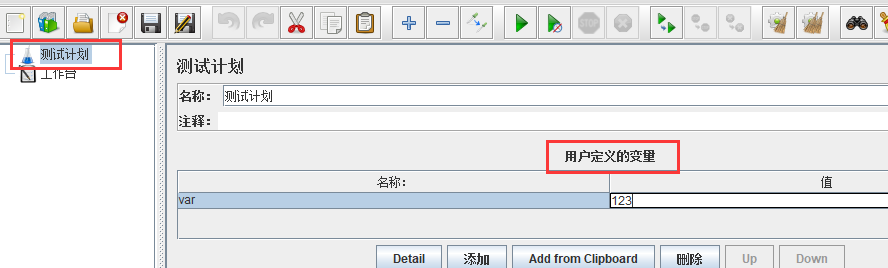 STOP
测试计划
工作台
测试计划
名称： 测试计划
注释：
用户定义的变量
名称： 值
var 123
Detail 添加 Add from Clipboard 删除 Up Down